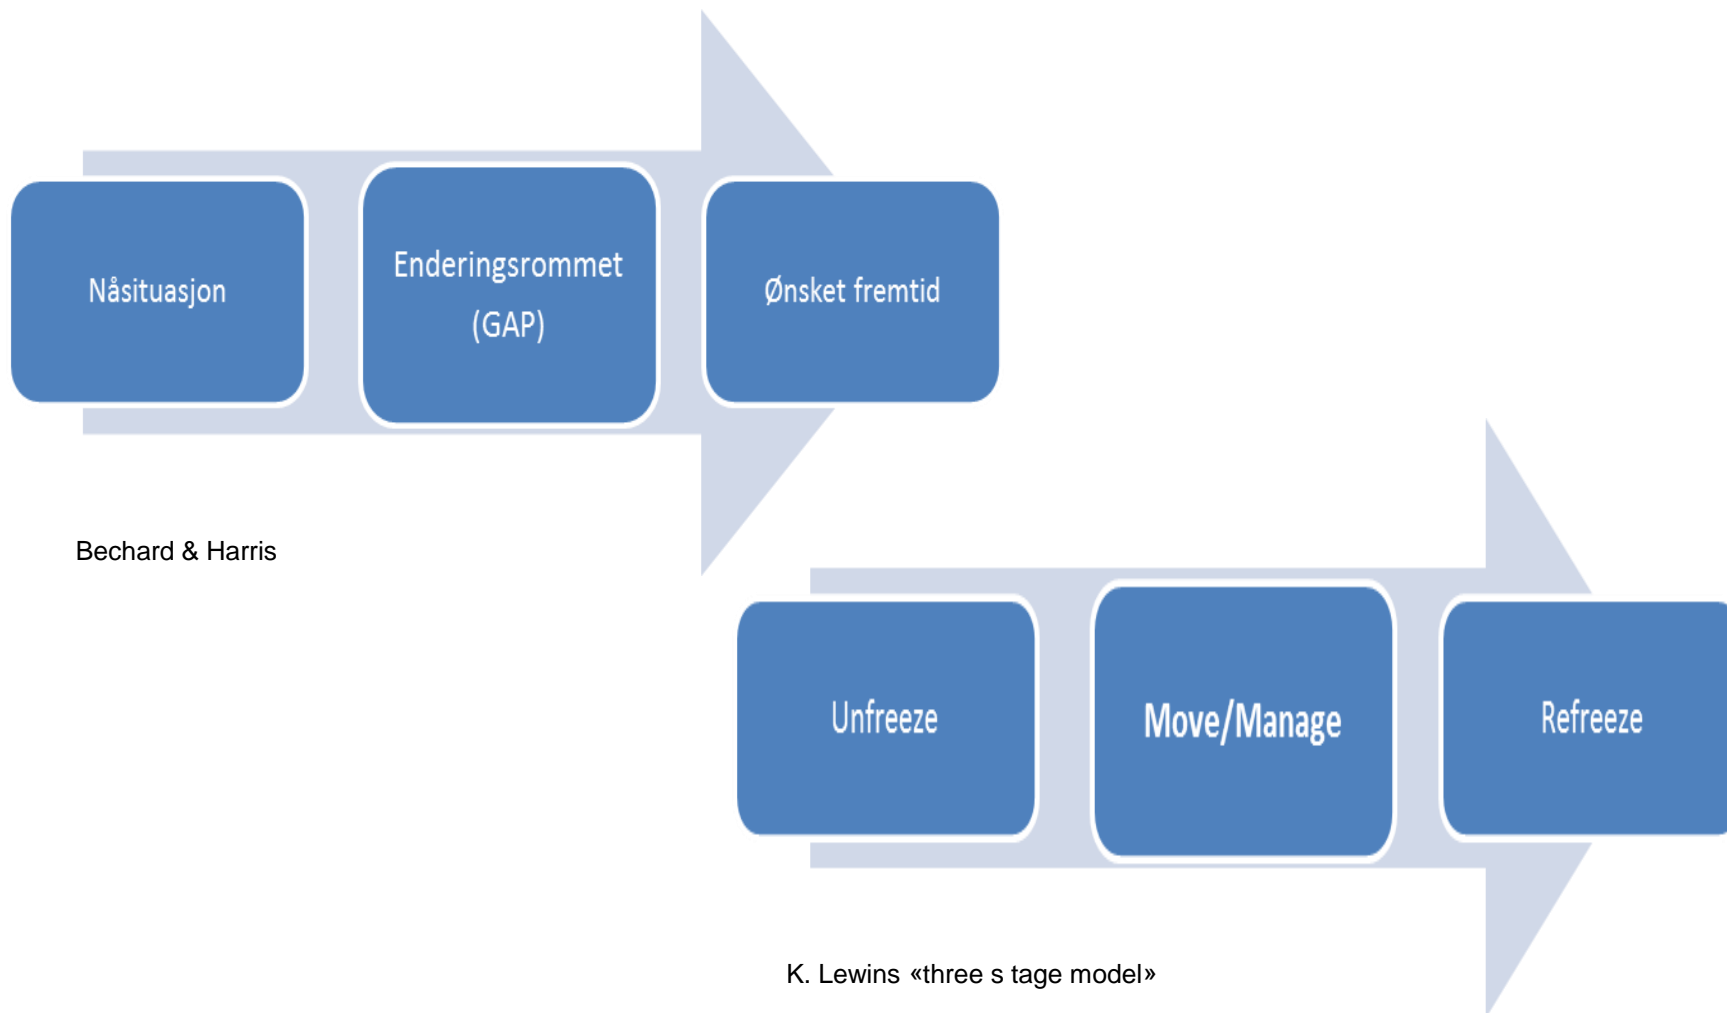 Nåsituasjon
Enderingsrommet
(GAP)
Ønsket fremtid
Bechard & Harris
Unfreeze
Move/Manage
Refreeze
K. Lewins «three s tage model»